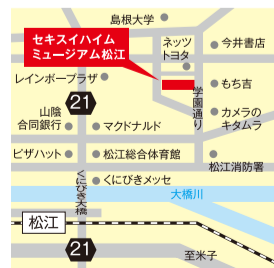 島根大学
セキスイハイム
ミュージアム松江
ネッツ
トヨタ
今井書店
レインボープラザ
もち吉
21
学園通り
山陰
合同銀行
マクドナルド
カメラの
キタムラ
ピザハット
松江総合体育館
松江消防署
くにびき大橋
くにびきメッセ
大橋川
松江
21
至米子